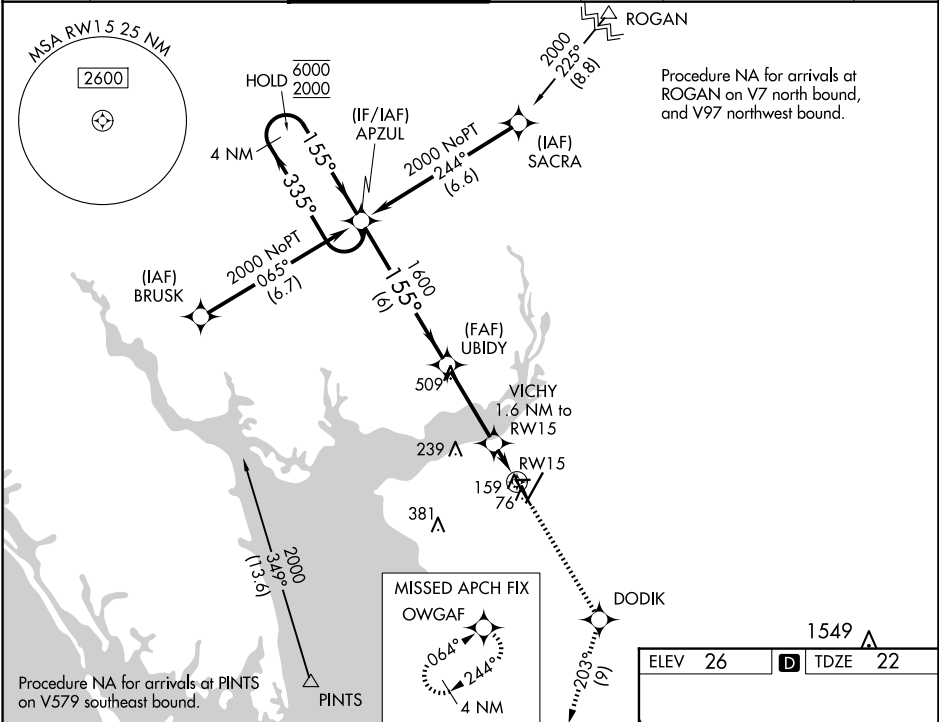 MSA RW15 25 NM
2600
HOLD
6000
2000
4 NM
155°
335°
(IF/IAF)
APZUL
ROGAN
2000
225°
(8.8)
Procedure NA for arrivals at
ROGAN on V7 north bound,
and V97 northwest bound.
(IAF)
SACRA
2000 NoPT
244°
(6.6)
2000 NoPT
065°
(6.7)
(IAF)
BRUSK
1600
155°
(6)
(FAF)
UBIDY
509
VICHY
1.6 NM to
RW15
239
RW15
159
76
381
2000
349°
(13.6)
MISSED APCH FIX
OWGAF
064°
244°
4 NM
DODIK
203°
(9)
1549
ELEV 26
D
TDZE 22
Procedure NA for arrivals at PINTS
on V579 southeast bound.
PINTS